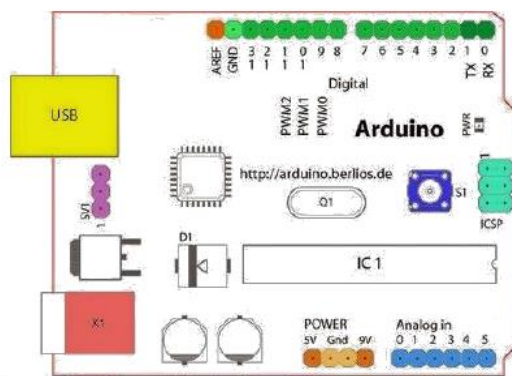 AREF
GND
13
12
11
10
9
8
7
6
5
4
3
2
1
0
TX
RX
Digital
USB
PWM2
PWM1
PWM0
Arduino
PWR
http://arduino.berlios.de
SV1
1
Q1
S1
1
ICSP
D1
IC 1
X1
POWER
5V Gnd 9V
Analog in
0 1 2 3 4 5